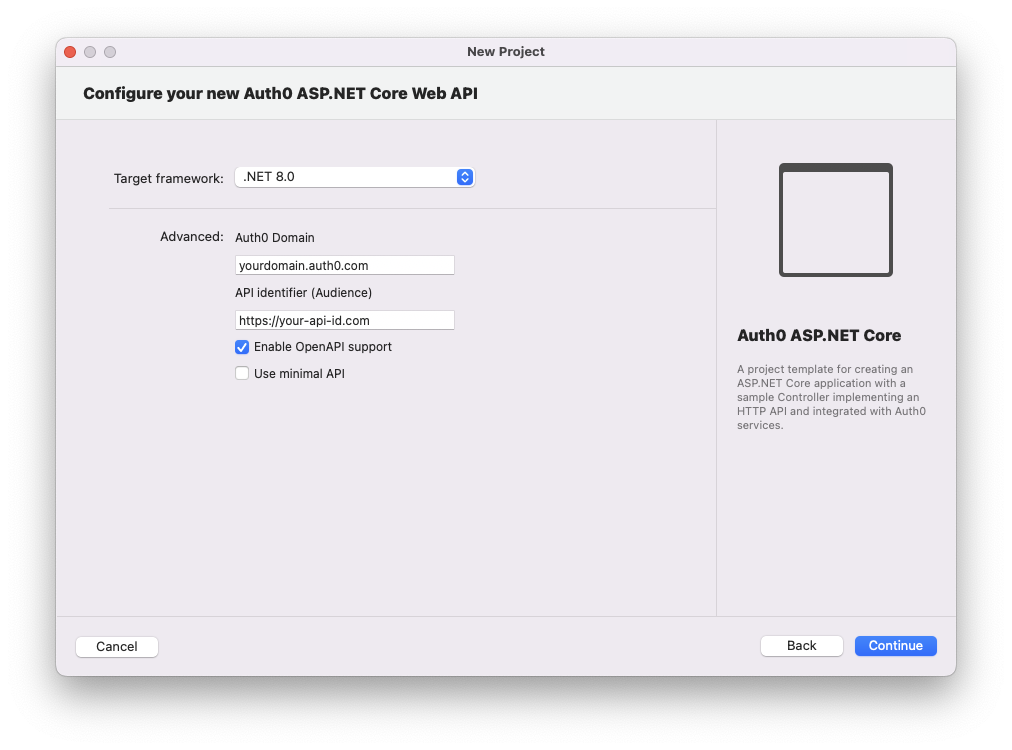 New Project
Configure your new Auth0 ASP.NET Core Web API
Target framework: .NET 8.0
Advanced: Auth0 Domain
yourdomain.auth0.com
API identifier (Audience)
https://your-api-id.com
Enable OpenAPI support
Use minimal API
Auth0 ASP.NET Core
A project template for creating an
ASP.NET Core application with a
sample Controller implementing an
HTTP API and integrated with Auth0
services.
Cancel
Back
Continue